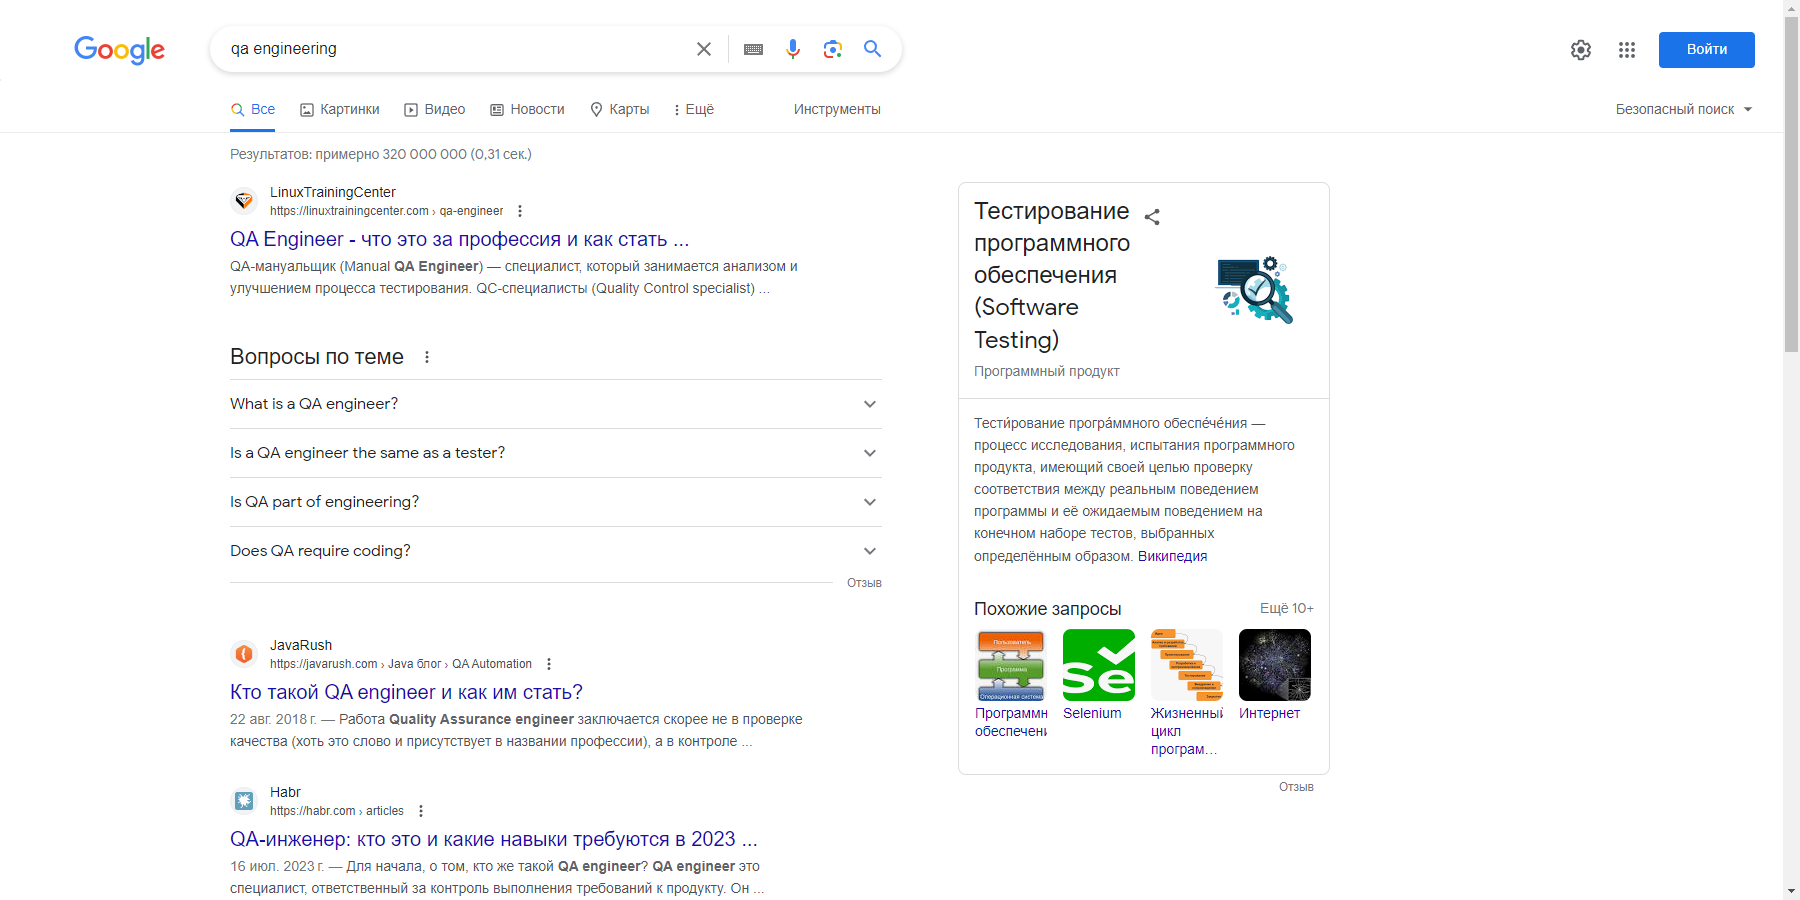 Google
qa engineering
Войти
Все
Картинки
Видео
Новости
Карты
Ещё
Инструменты
Безопасный поиск
Результатов: примерно 320 000 000 (0,31 сек.)
LinuxTrainingCenter
https://linuxtrainingcenter.com › qa-engineer
QA Engineer - что это за профессия и как стать ...
QA-мануальщик (Manual QA Engineer) — специалист, который занимается анализом и
улучшением процесса тестирования. QC-специалисты (Quality Control specialist) ...
Вопросы по теме
What is a QA engineer?
Is a QA engineer the same as a tester?
Is QA part of engineering?
Does QA require coding?
Отзыв
JavaRush
https://javarush.com › Java блог › QA Automation
Кто такой QA engineer и как им стать?
22 авг. 2018 г. — Работа Quality Assurance engineer заключается скорее не в проверке
качества (хоть это слово и присутствует в названии профессии), а в контроле ...
Habr
https://habr.com › articles
QA-инженер: кто это и какие навыки требуются в 2023 ...
16 июл. 2023 г. — Для начала, о том, кто же такой QA engineer? QA engineer это
специалист, ответственный за контроль выполнения требований к продукту. Он ...
Тестирование
программного
обеспечения
(Software
Testing)
Программный продукт
Тести́рование програ́ммного обеспе́че́ния —
процесс исследования, испытания программного
продукта, имеющий своей целью проверку
соответствия между реальным поведением
программы и её ожидаемым поведением на
конечном наборе тестов, выбранных
определённым образом. Википедия
Похожие запросы
Ещё 10+
Пользователь
Программа
Операционная система
Se
Программн
обеспечени
Selenium
Жизненный
цикл
програм...
Интернет
Отзыв